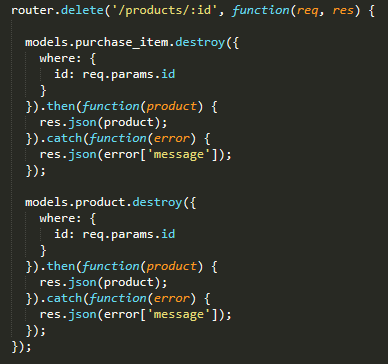 router.delete('/products/:id', function(req, res) {
models.purchase_item.destroy({
where: {
id: req.params.id
}
}).then(function(product) {
res.json(product);
}).catch(function(error) {
res.json(error['message']);
});
models.product.destroy({
where: {
id: req.params.id
}
}).then(function(product) {
res.json(product);
}).catch(function(error) {
res.json(error['message']);
});
});